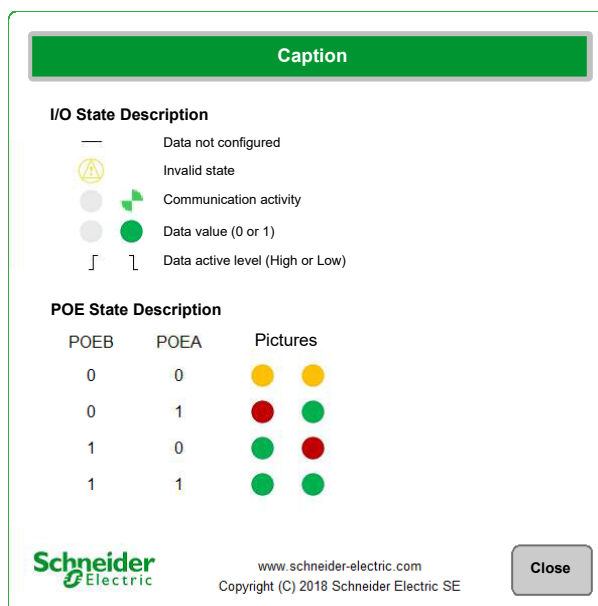 Caption
I/O State Description
Data not configured
Invalid state
Communication activity
Data value (0 or 1)
Data active level (High or Low)
POE State Description
POEB POEA Pictures
0 0
0 1
1 0
1 1
Schneider
Electric
www.schneider-electric.com
Copyright (C) 2018 Schneider Electric SE
Close